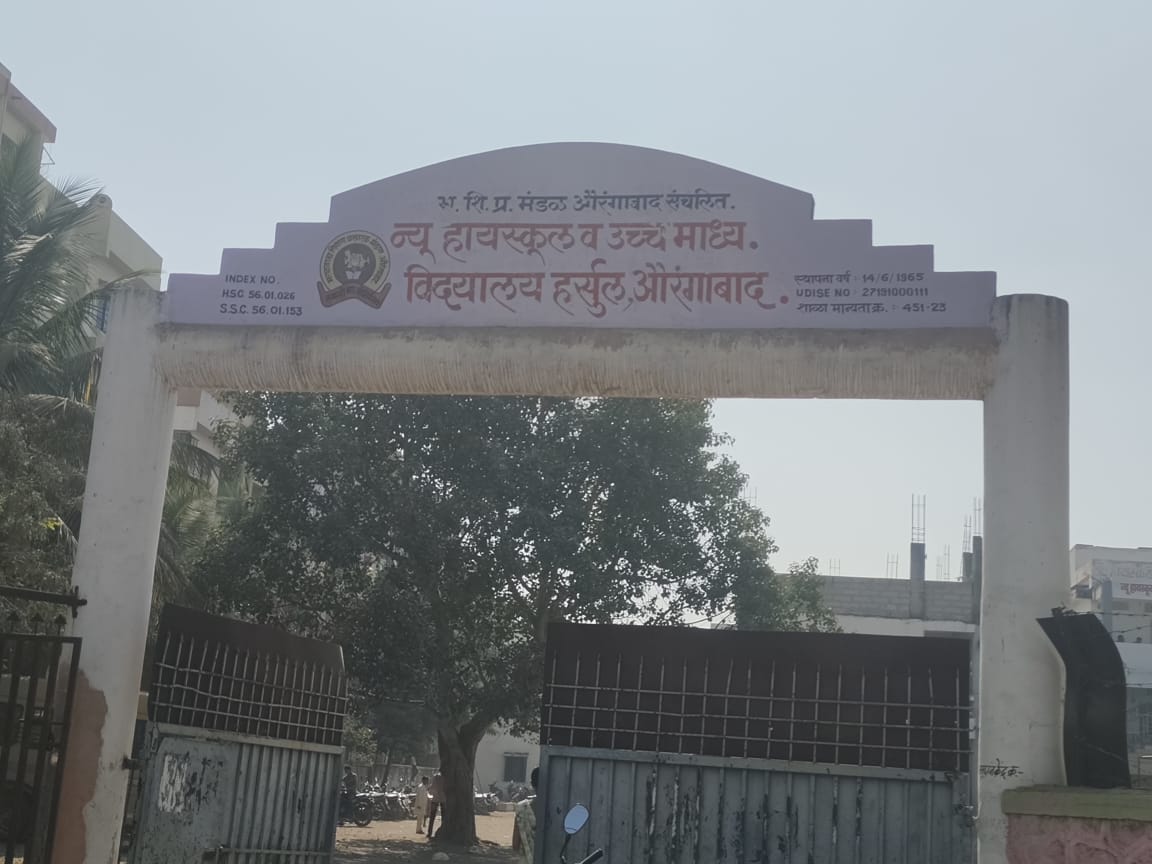 भ. शि. प्र. मंडळ औरंगाबाद संचलित.
न्यू हायस्कूल व उच्च माध्य.
विद्यालय हर्सुल, औरंगाबाद.
INDEX NO.
H.S.C 56.01.026
S.S.C. 56.01.153
स्थापना वर्ष : 14/6/1965
UDISE NO : 27191000111
शाळा मान्यता क्र. : 451-23